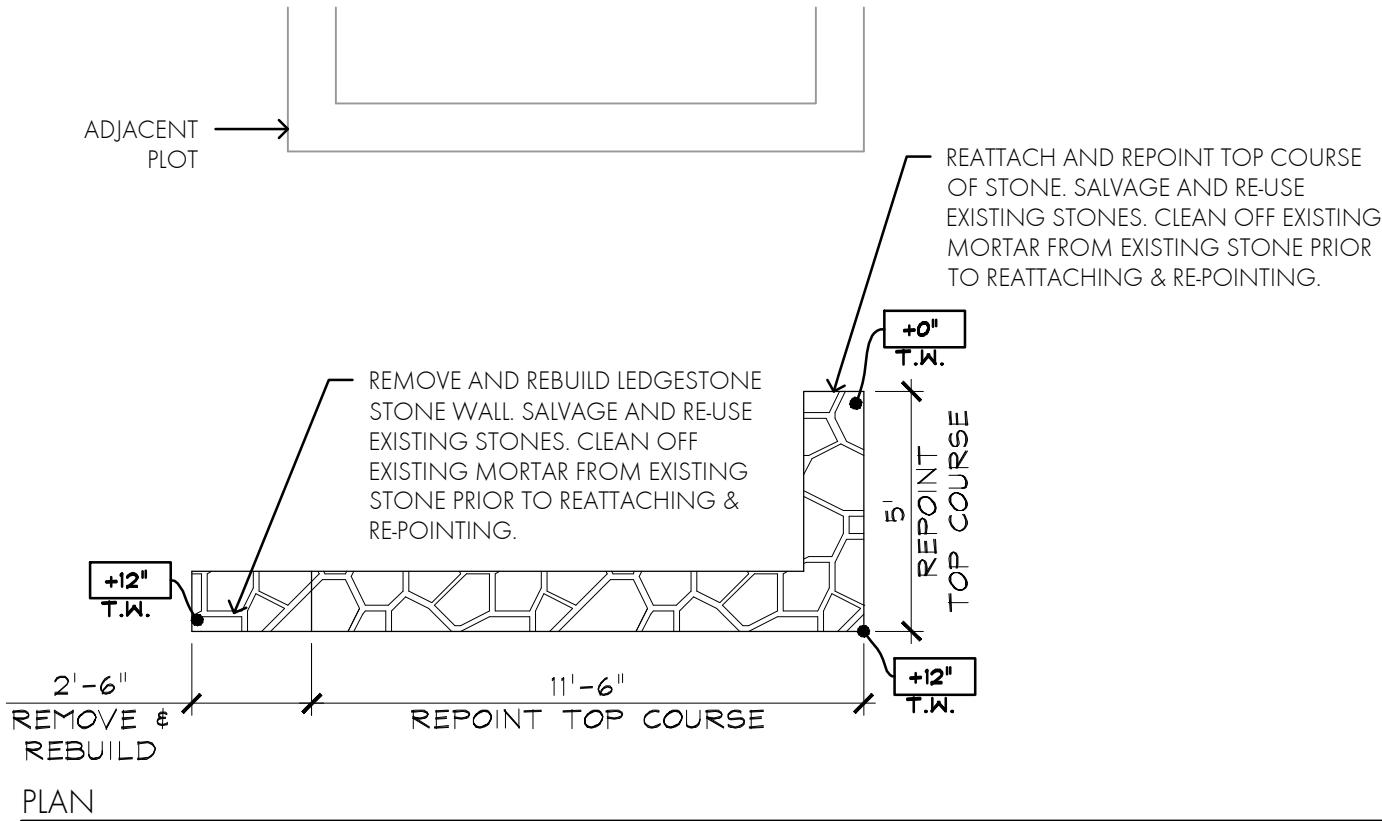 ADJACENT
PLOT
REATTACH AND REPOINT TOP COURSE
OF STONE. SALVAGE AND RE-USE
EXISTING STONES. CLEAN OFF EXISTING
MORTAR FROM EXISTING STONE PRIOR
TO REATTACHING & RE-POINTING.
+0"
T.W.
REMOVE AND REBUILD LEDGESTONE
STONE WALL. SALVAGE AND RE-USE
EXISTING STONES. CLEAN OFF
EXISTING MORTAR FROM EXISTING
STONE PRIOR TO REATTACHING &
RE-POINTING.
5'
REPOINT
TOP COURSE
+12"
T.W.
+12"
T.W.
2'-6"
REMOVE &
REBUILD
11'-6"
REPOINT TOP COURSE
PLAN